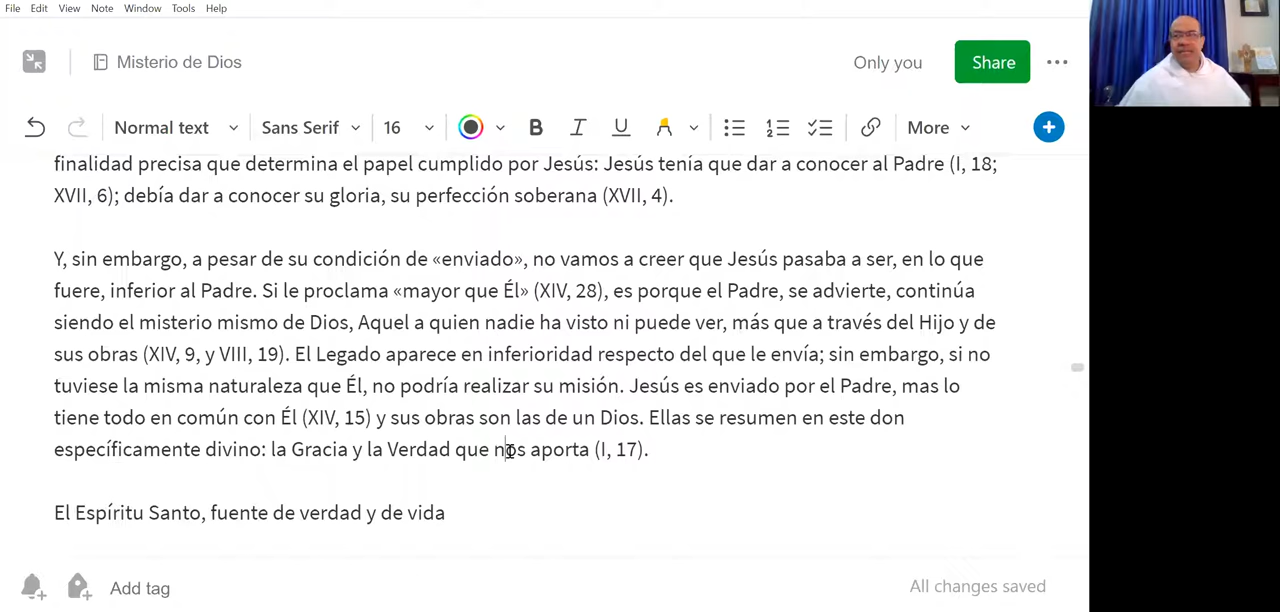 File Edit View Note Window Tools Help
Misterio de Dios
Only you
Share
Normal text
Sans Serif
16
B I U
More
finalidad precisa que determina el papel cumplido por Jesús: Jesús tenía que dar a conocer al Padre (I, 18;
XVII, 6); debía dar a conocer su gloria, su perfección soberana (XVII, 4).
Y, sin embargo, a pesar de su condición de «enviado», no vamos a creer que Jesús pasaba a ser, en lo que
fuere, inferior al Padre. Si le proclama «mayor que Él» (XIV, 28), es porque el Padre, se advierte, continúa
siendo el misterio mismo de Dios, Aquel a quien nadie ha visto ni puede ver, más que a través del Hijo y de
sus obras (XIV, 9, y VIII, 19). El Legado aparece en inferioridad respecto del que le envía; sin embargo, si no
tuviese la misma naturaleza que Él, no podría realizar su misión. Jesús es enviado por el Padre, mas lo
tiene todo en común con Él (XIV, 15) y sus obras son las de un Dios. Ellas se resumen en este don
específicamente divino: la Gracia y la Verdad que nos aporta (I, 17).
El Espíritu Santo, fuente de verdad y de vida
Add tag
All changes saved